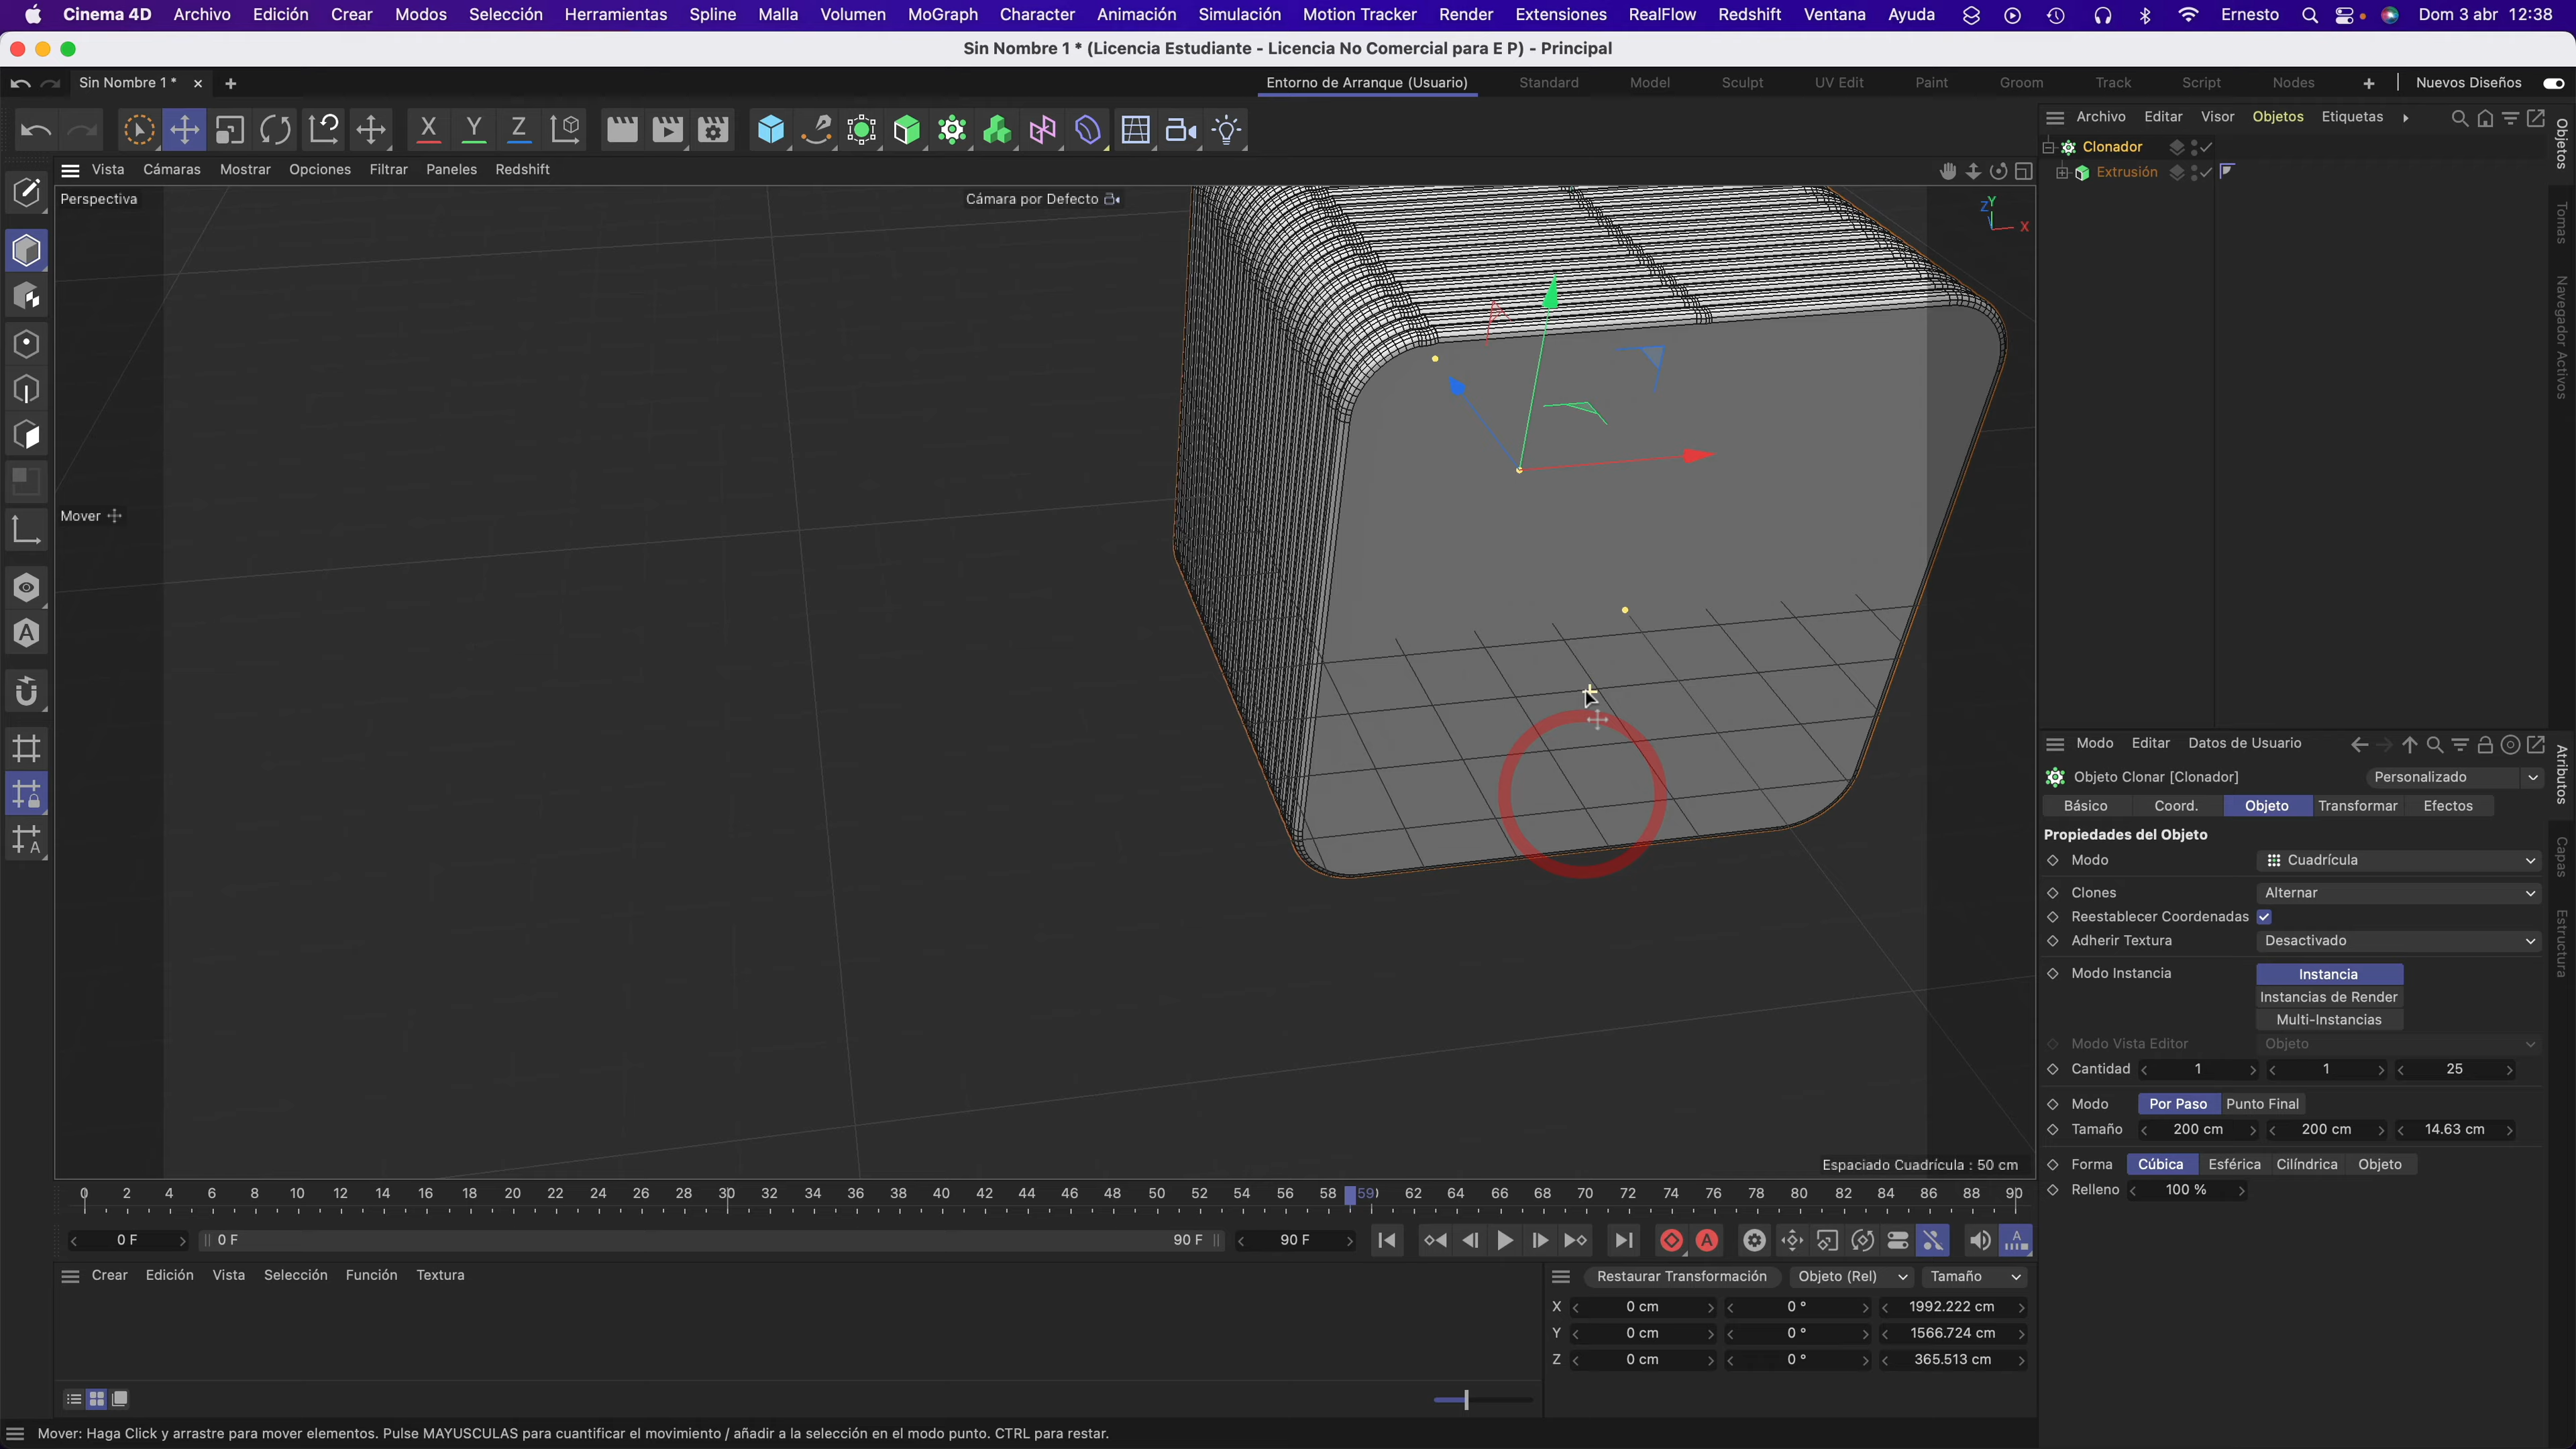 Cinema 4D Archivo Edición Crear Modos Selección Herramientas Spline Malla Volumen MoGraph Character Animación Simulación Motion Tracker Render Extensiones RealFlow Redshift Ventana Ayuda Ernesto Dom 3 abr 12:38
Sin Nombre 1 * (Licencia Estudiante - Licencia No Comercial para E P) - Principal
Sin Nombre 1 * Entorno de Arranque (Usuario) Standard Model Sculpt UV Edit Paint Groom Track Script Nodes Nuevos Diseños
X Y Z
Archivo Editar Visor Objetos Etiquetas
Vista Cámaras Mostrar Opciones Filtrar Paneles Redshift
Clonador
Extrusión
Perspectiva
Cámara por Defecto
Z Y X
Mover
Objetos
Tomas
Navegador Activos
Modo Editar Datos de Usuario
Objeto Clonar [Clonador] Personalizado
Básico Coord. Objeto Transformar Efectos
Propiedades del Objeto
Modo Cuadrícula
Clones Alternar
Reestablecer Coordenadas
Adherir Textura Desactivado
Modo Instancia Instancia
Instancias de Render
Multi-Instancias
Modo Vista Editor Objeto
Cantidad 1 1 25
Modo Por Paso Punto Final
Tamaño 200 cm 200 cm 14.63 cm
Forma Cúbica Esférica Cilíndrica Objeto
Relleno 100 %
Atributos
Capas
Estructura
Espaciado Cuadrícula : 50 cm
0 2 4 6 8 10 12 14 16 18 20 22 24 26 28 30 32 34 36 38 40 42 44 46 48 50 52 54 56 58 59 62 64 66 68 70 72 74 76 78 80 82 84 86 88 90
0 F 0 F 90 F 90 F
Crear Edición Vista Selección Función Textura
Restaurar Transformación Objeto (Rel) Tamaño
X 0 cm 0 ° 1992.222 cm
Y 0 cm 0 ° 1566.724 cm
Z 0 cm 0 ° 365.513 cm
Mover: Haga Click y arrastre para mover elementos. Pulse MAYUSCULAS para cuantificar el movimiento / añadir a la selección en el modo punto. CTRL para restar.